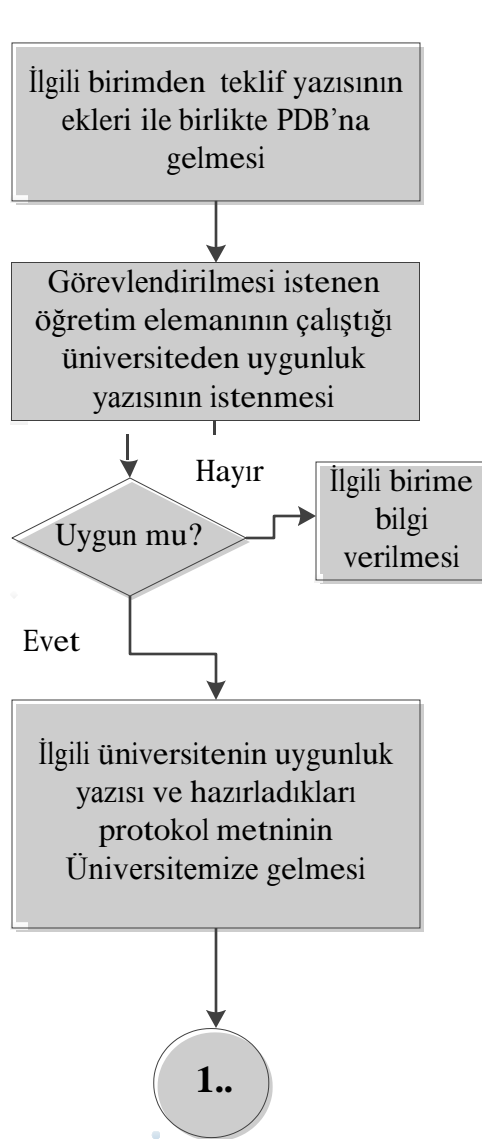 İlgili birimden teklif yazısının
ekleri ile birlikte PDB’na
gelmesi
Görevlendirilmesi istenen
öğretim elemanının çalıştığı
üniversiteden uygunluk
yazısının istenmesi
Hayır
İlgili birime
bilgi
verilmesi
Uygun mu?
Evet
İlgili üniversitenin uygunluk
yazısı ve hazırladıkları
protokol metninin
Üniversitemize gelmesi
1..